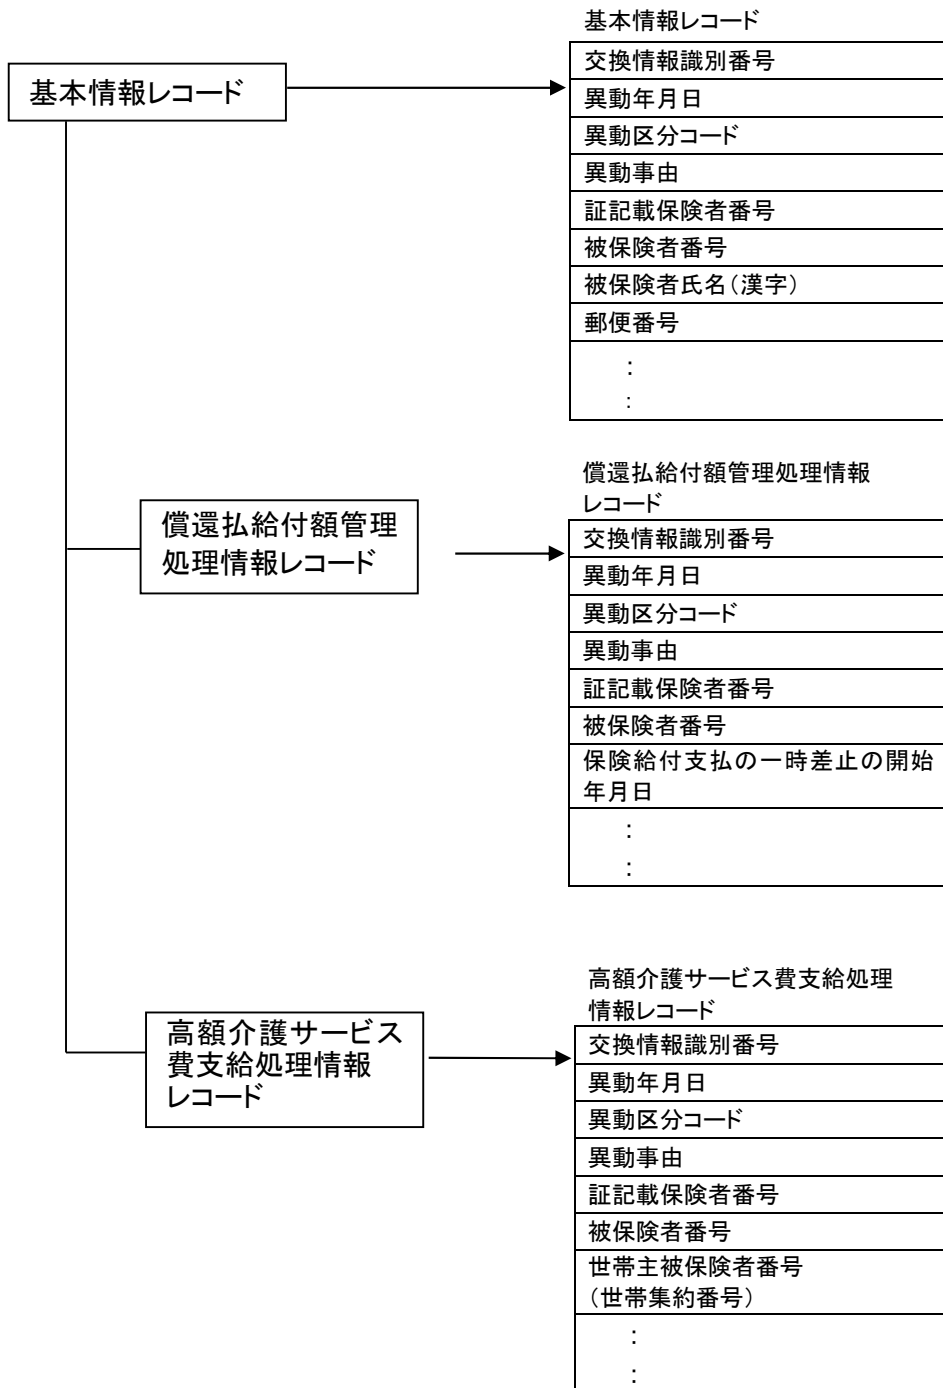 基本情報レコード
基本情報レコード
交換情報識別番号
異動年月日
異動区分コード
異動事由
証記載保険者番号
被保険者番号
被保険者氏名(漢字)
郵便番号
:
:
償還払給付額管理
処理情報レコード
償還払給付額管理処理情報
レコード
交換情報識別番号
異動年月日
異動区分コード
異動事由
証記載保険者番号
被保険者番号
保険給付支払の一時差止の開始
年月日
:
:
高額介護サービス
費支給処理情報
レコード
高額介護サービス費支給処理
情報レコード
交換情報識別番号
異動年月日
異動区分コード
異動事由
証記載保険者番号
被保険者番号
世帯主被保険者番号
(世帯集約番号)
:
: